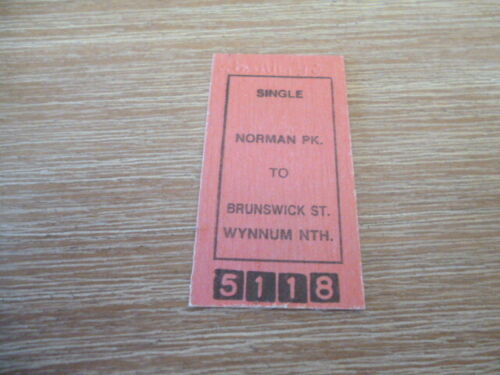 SINGLE
NORMAN PK.
TO
BRUNSWICK ST.
WYNNUM NTH.
5118